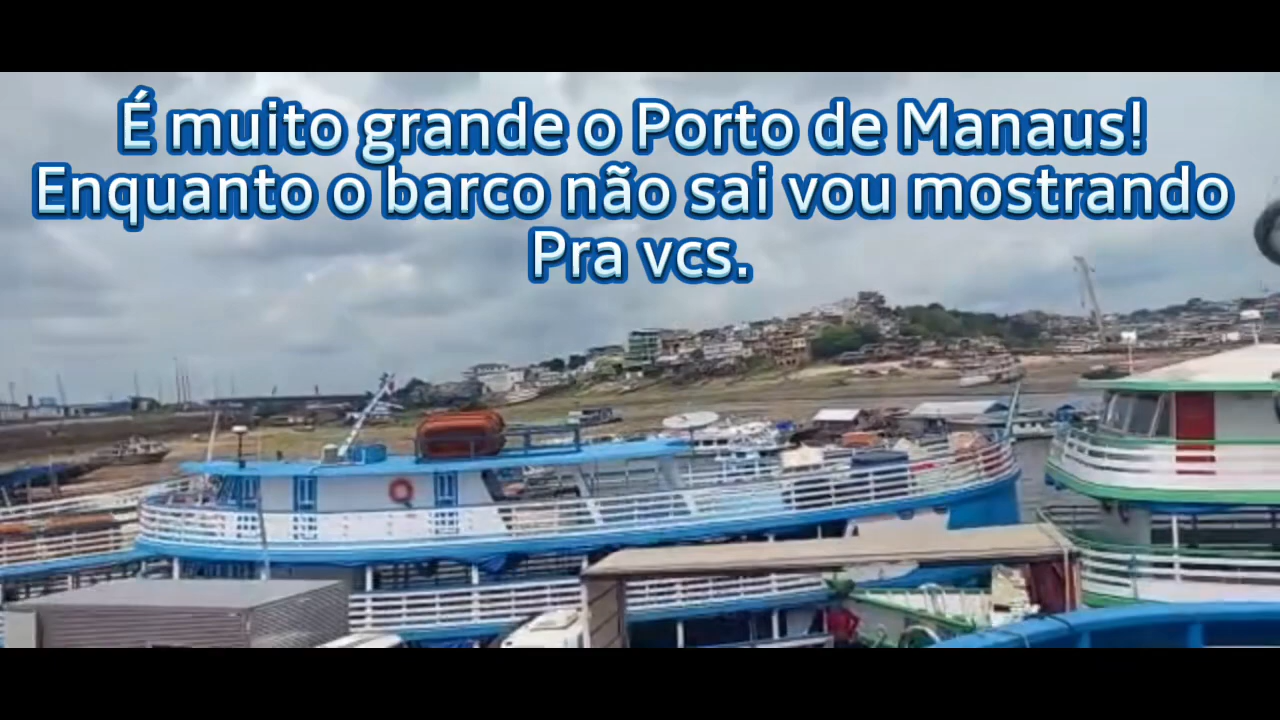 É muito grande o Porto de Manaus!
Enquanto o barco não sai vou mostrando
Pra vcs.